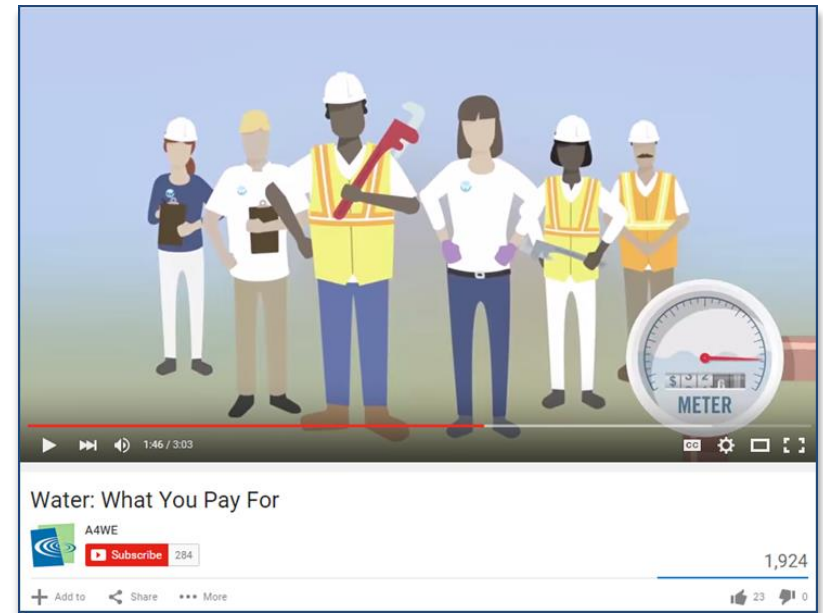 METER
1:46 / 3:03
CC
Water: What You Pay For
A4WE
Subscribe 284
1,924
Add to Share More
23 0